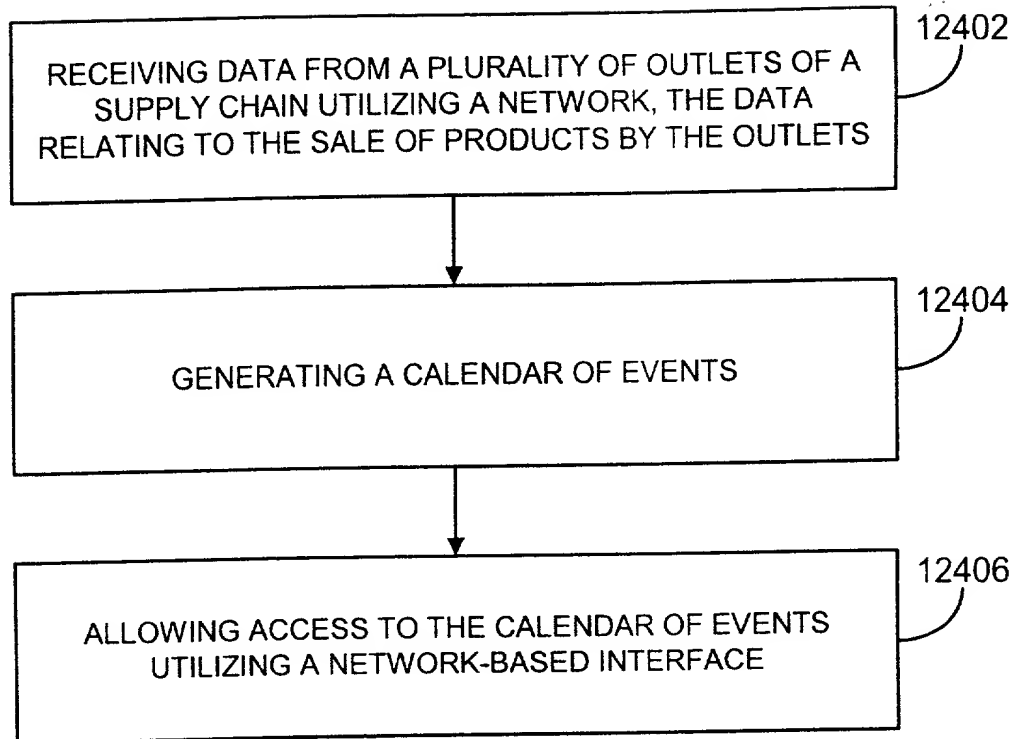 12402
RECEIVING DATA FROM A PLURALITY OF OUTLETS OF A
SUPPLY CHAIN UTILIZING A NETWORK, THE DATA
RELATING TO THE SALE OF PRODUCTS BY THE OUTLETS
12404
GENERATING A CALENDAR OF EVENTS
12406
ALLOWING ACCESS TO THE CALENDAR OF EVENTS
UTILIZING A NETWORK-BASED INTERFACE